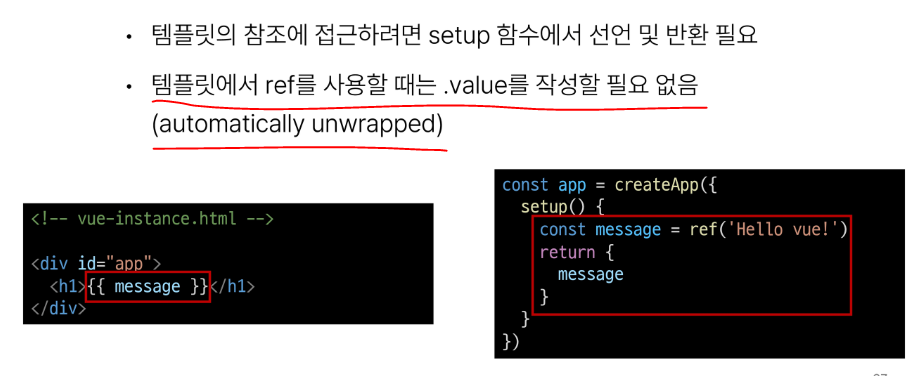 • 템플릿의 참조에 접근하려면 setup 함수에서 선언 및 반환 필요
• 템플릿에서 ref를 사용할 때는 .value를 작성할 필요 없음
(automatically unwrapped)
<!-- vue-instance.html -->
<div id="app">
  <h1>{{ message }}</h1>
</div>
const app = createApp({
  setup() {
    const message = ref('Hello vue!')
    return {
      message
    }
  }
})